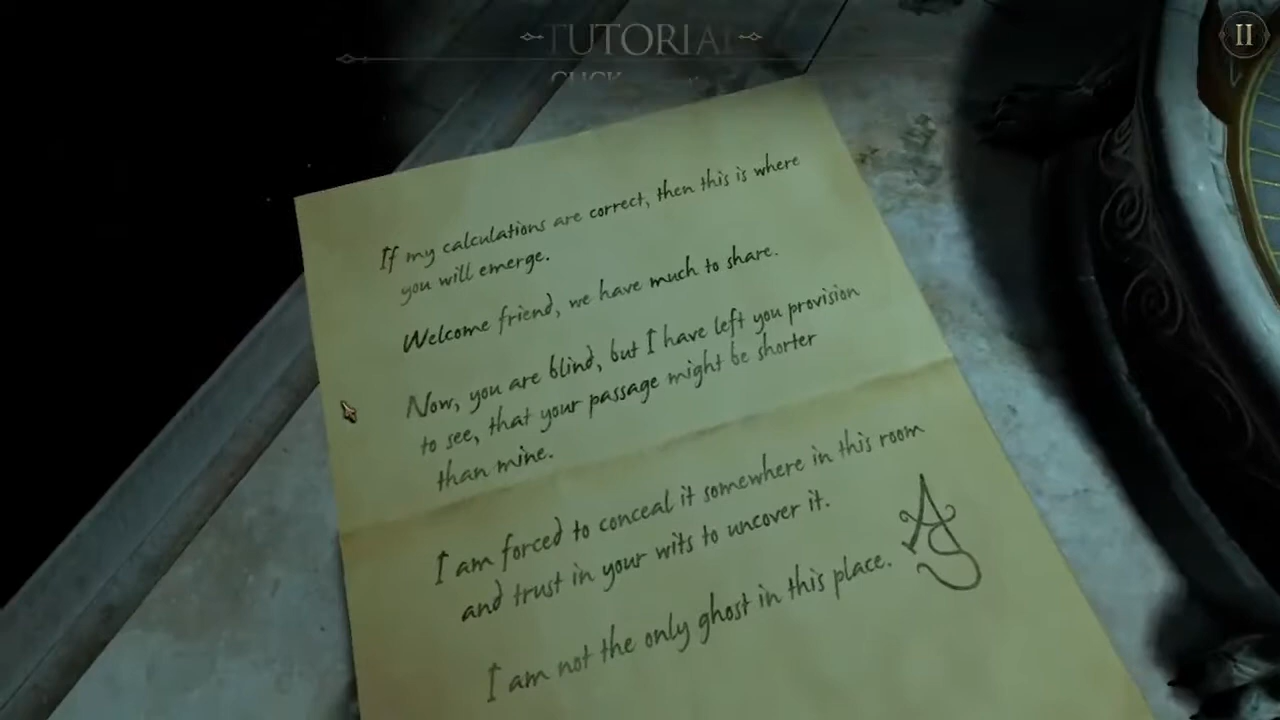 TUTORIAL
CLICK
II
If my calculations are correct, then this is where
you will emerge.
Welcome friend, we have much to share.
Now, you are blind, but I have left you provision
to see, that your passage might be shorter
than mine.
I am forced to conceal it somewhere in this room
and trust in your wits to uncover it.
I am not the only ghost in this place.
AS